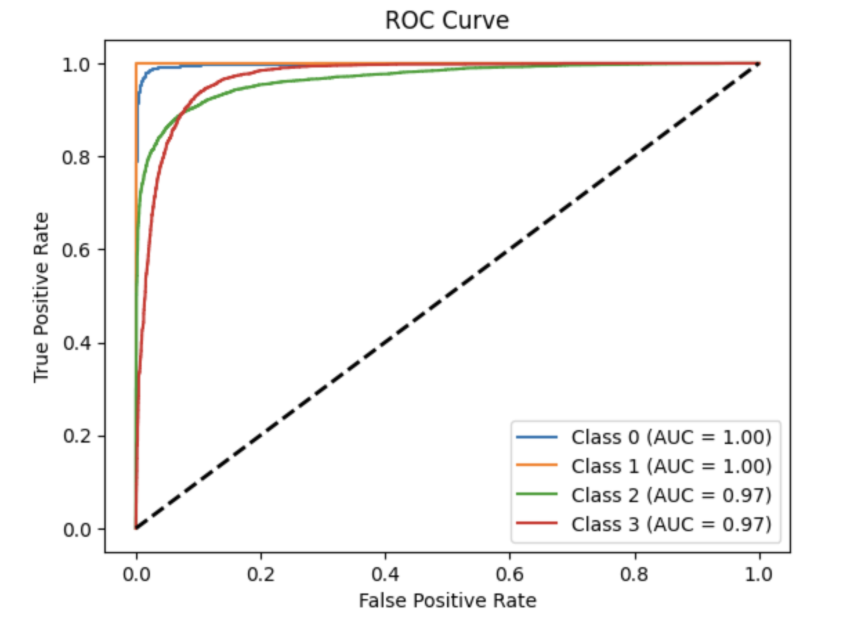 ROC Curve
True Positive Rate
1.0
0.8
0.6
0.4
0.2
0.0
Class 0 (AUC = 1.00)
Class 1 (AUC = 1.00)
Class 2 (AUC = 0.97)
Class 3 (AUC = 0.97)
0.0 0.2 0.4 0.6 0.8 1.0
False Positive Rate